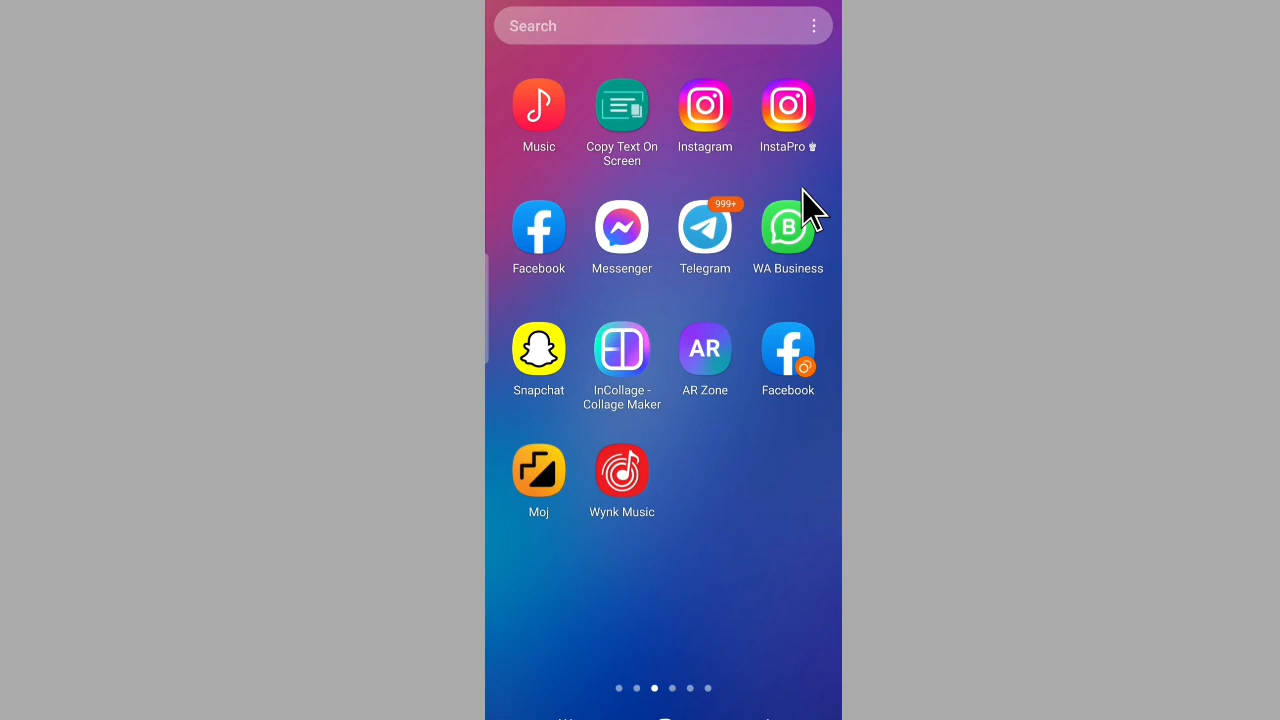 Search
Music
Copy Text On
Screen
Instagram
InstaPro
999+
Facebook
Messenger
Telegram
B
WA Business
AR
Snapchat
InCollage -
Collage Maker
AR Zone
Facebook
Moj
Wynk Music